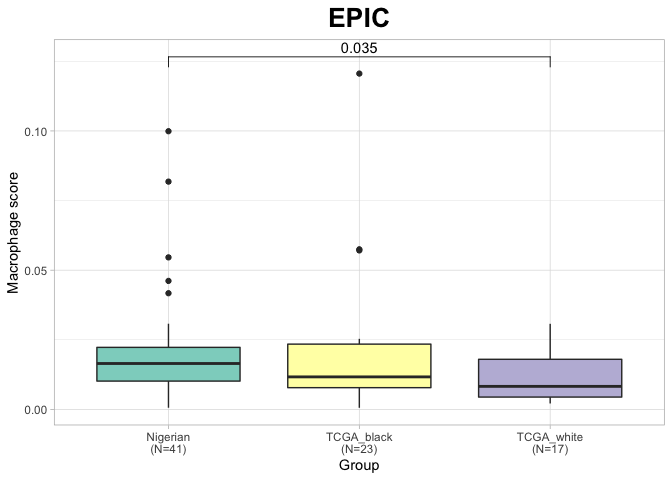 EPIC
0.035
Macrophage score
0.10
0.05
0.00
Nigerian
(N=41)
TCGA_black
(N=23)
TCGA_white
(N=17)
Group